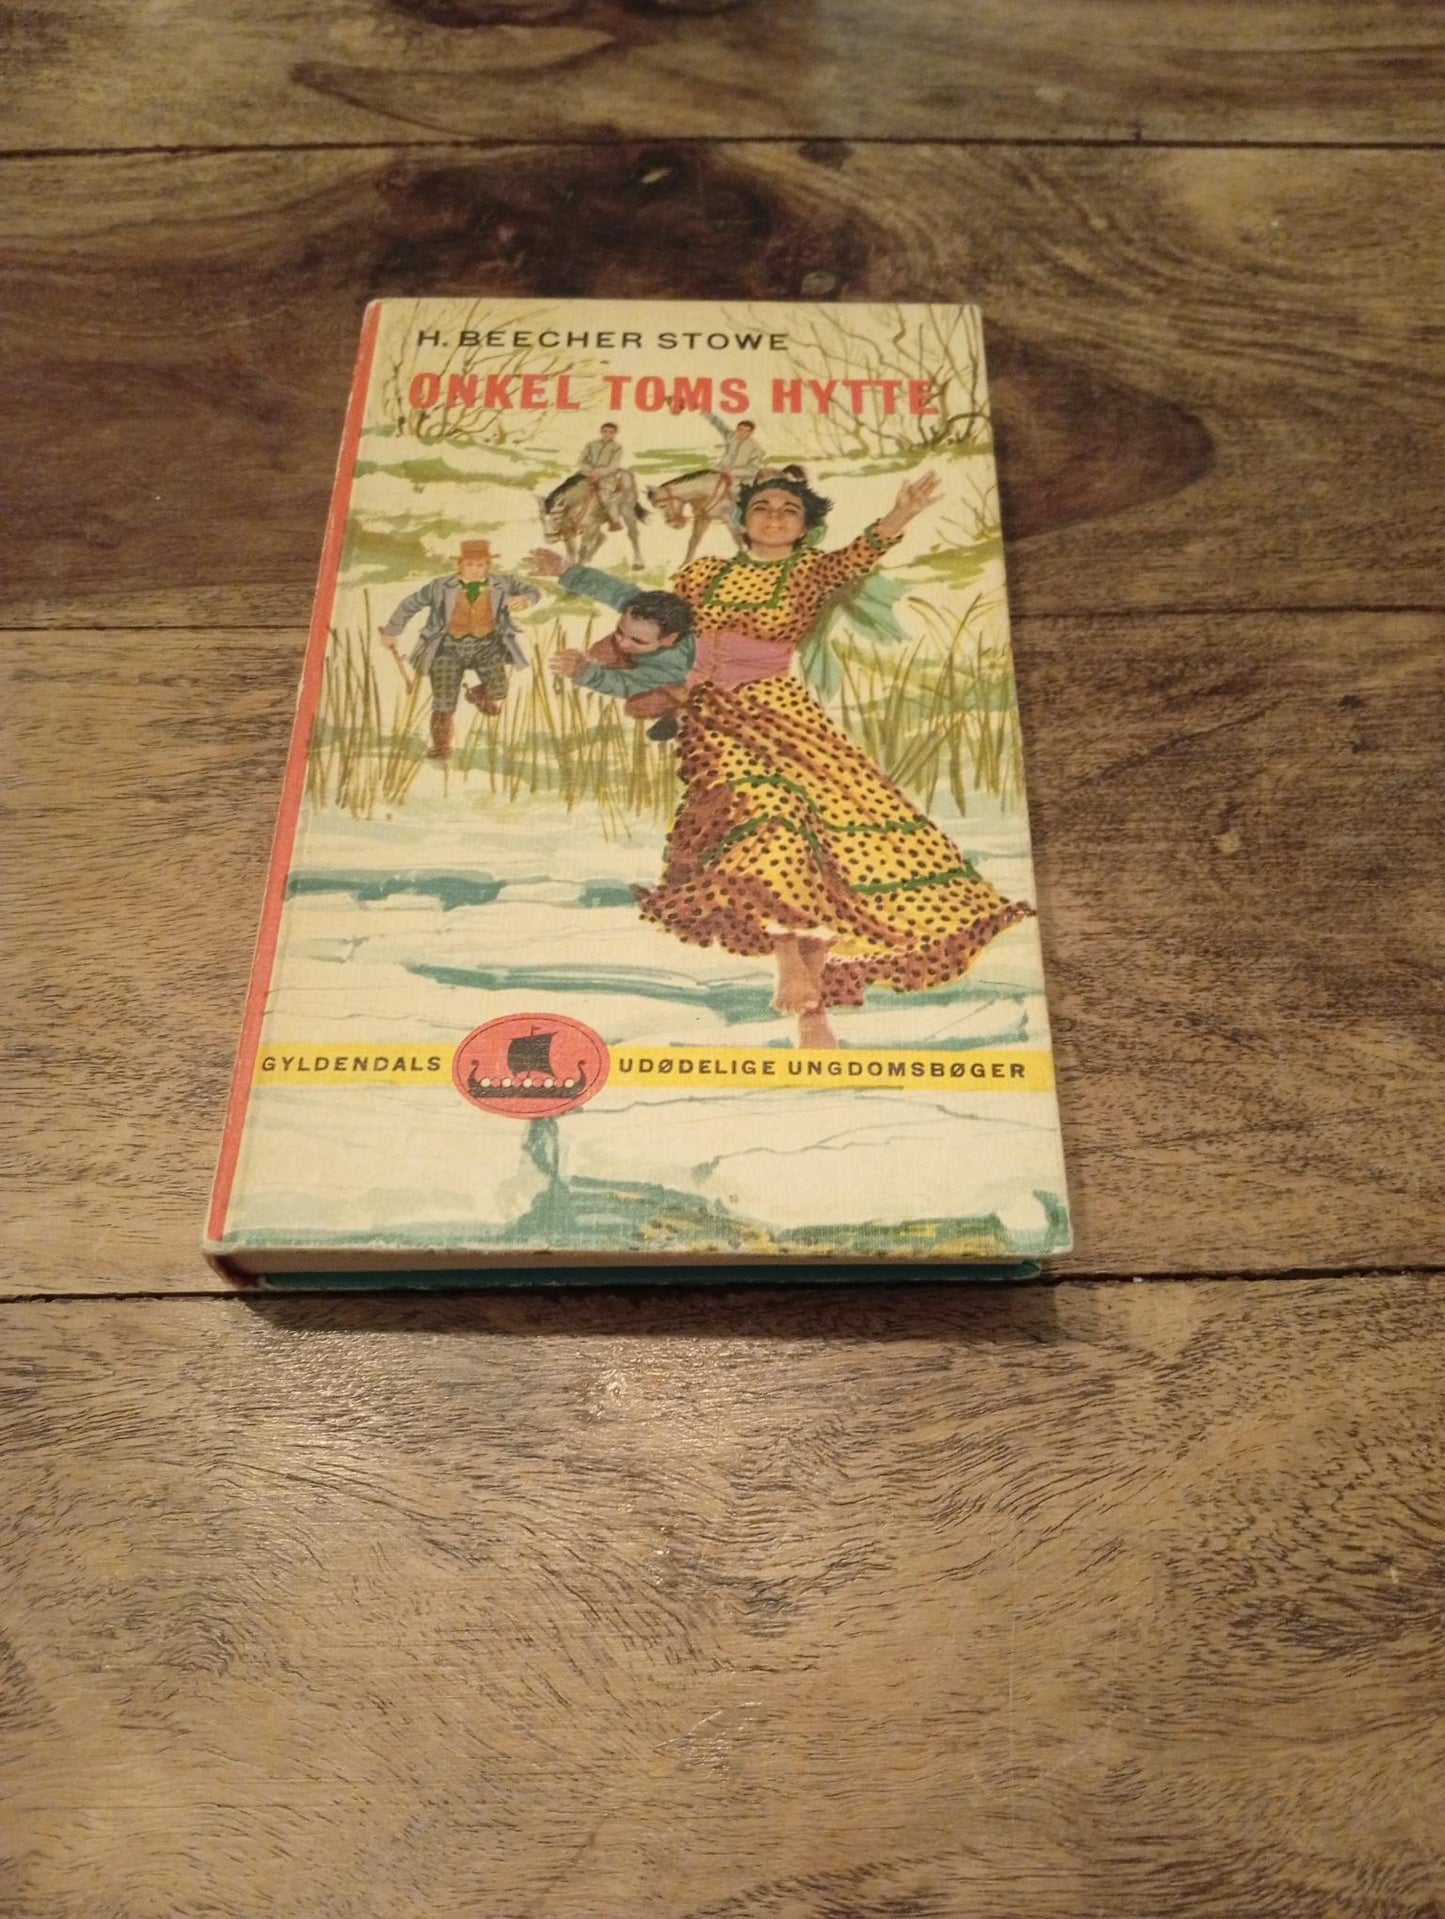 H. BEECHER STOWE
ONKEL TOMS HYTTE
GYLDENDALS UDØDELIGE UNGDOMSBØGER